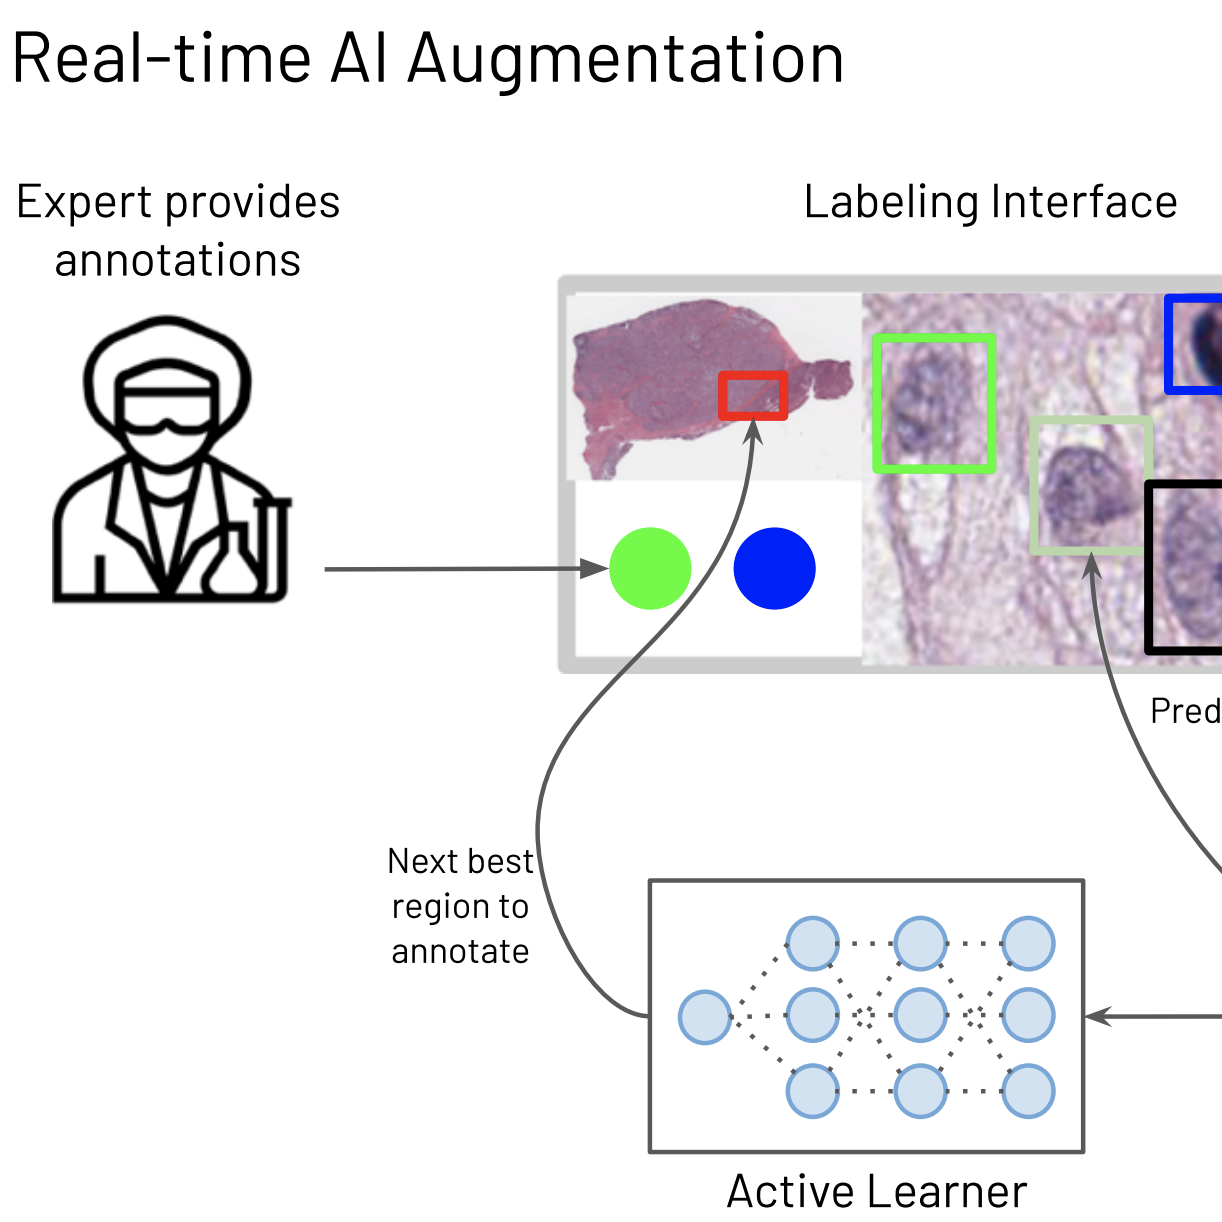 Real-time AI Augmentation
Expert provides
annotations
Labeling Interface
Pred
Next best
region to
annotate
Active Learner